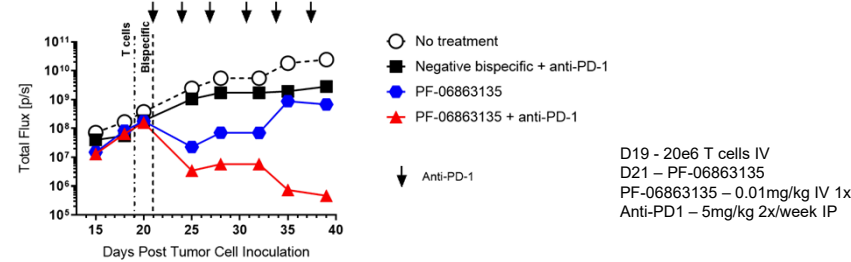 T cells
Bispecific
10^11
10^10
10^9
10^8
10^7
10^6
10^5
Total Flux [p/s]
15 20 25 30 35 40
Days Post Tumor Cell Inoculation
No treatment
Negative bispecific + anti-PD-1
PF-06863135
PF-06863135 + anti-PD-1
Anti-PD-1
D19 - 20e6 T cells IV
D21 – PF-06863135
PF-06863135 – 0.01mg/kg IV 1x
Anti-PD1 – 5mg/kg 2x/week IP